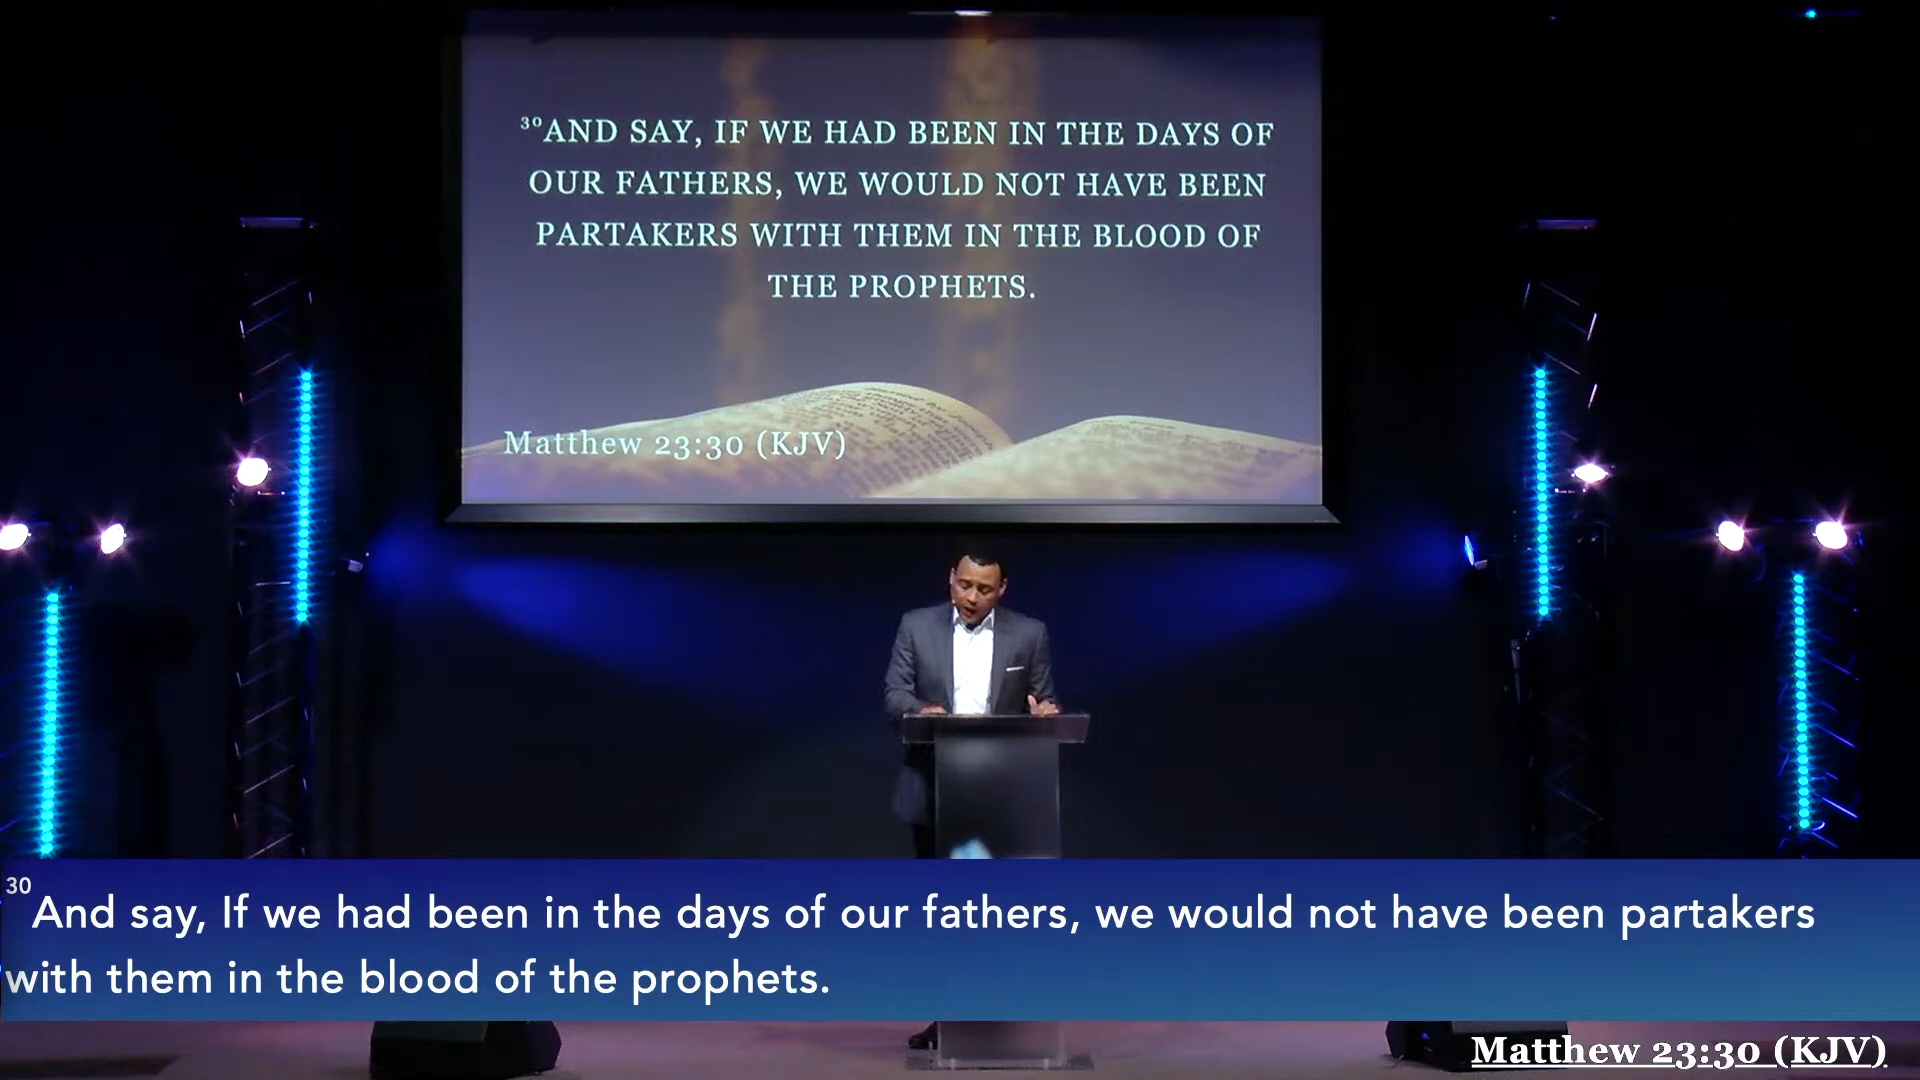 ³⁰AND SAY, IF WE HAD BEEN IN THE DAYS OF
OUR FATHERS, WE WOULD NOT HAVE BEEN
PARTAKERS WITH THEM IN THE BLOOD OF
THE PROPHETS.
Matthew 23:30 (KJV)
³⁰And say, If we had been in the days of our fathers, we would not have been partakers
with them in the blood of the prophets.
Matthew 23:30 (KJV)